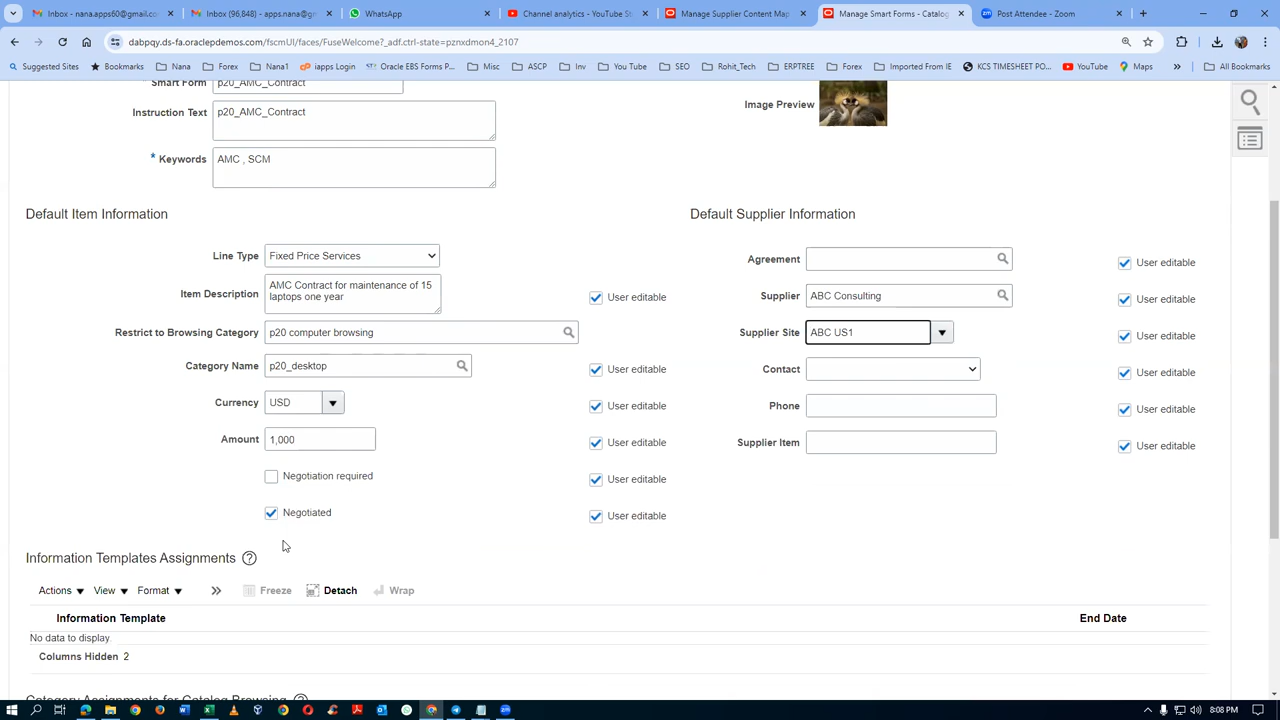 Inbox (60) - nana.apps60@gmail.co
Inbox (96,848) - apps.nana@g
WhatsApp
Channel analytics - YouTube St
Manage Supplier Content Map
Manage Smart Forms - Catalog
Post Attendee - Zoom
dabpqy.ds-fa.oraclepdemos.com/fscmUI/faces/FuseWelcome?_adf.ctrl-state=pznxdmon4_2107
Suggested Sites
Bookmarks
Nana
Forex
Nana1
iapps Login
Oracle EBS Forms P...
Misc
ASCP
Inv
You Tube
SEO
Rohit_Tech
ERPTREE
Forex
Imported From IE
KCS TIMESHEET PO...
YouTube
Maps
All Bookmarks
* Smart Form p20_AMC_Contract
Image Preview
Instruction Text p20_AMC_Contract
* Keywords AMC , SCM
Default Item Information
Default Supplier Information
Line Type Fixed Price Services
Agreement User editable
Item Description AMC Contract for maintenance of 15
laptops one year
User editable
Supplier ABC Consulting User editable
Restrict to Browsing Category p20 computer browsing
Supplier Site ABC US1 User editable
Category Name p20_desktop User editable
Contact User editable
Currency USD User editable
Phone User editable
Amount 1,000 User editable
Supplier Item User editable
Negotiation required User editable
Negotiated User editable
Information Templates Assignments ?
Actions View Format » Freeze Detach Wrap
Information Template End Date
No data to display.
Columns Hidden 2
Category Assignments for Catalog Browsing ?
8:08 PM